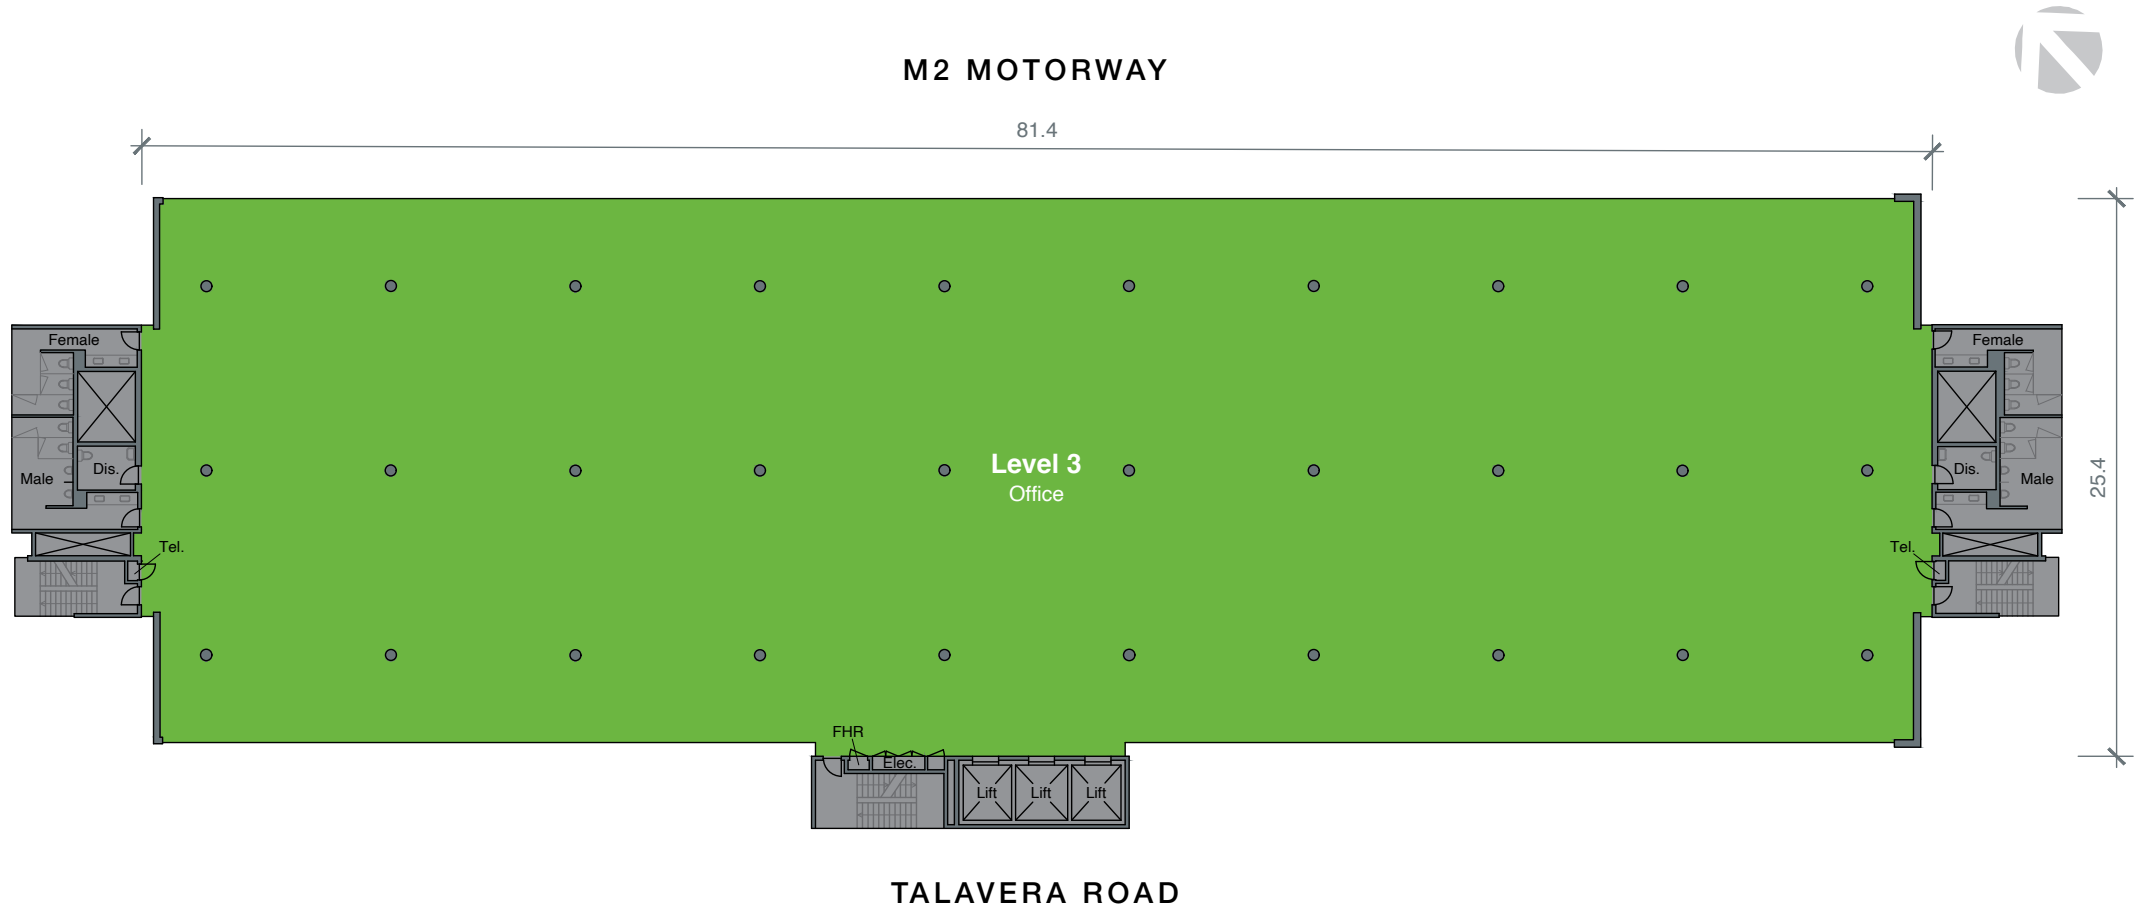 M2 MOTORWAY
81.4
Female
Female
Level 3
Office
Dis.
Male
Dis.
Male
25.4
Tel.
Tel.
FHR
Elec.
Lift
Lift
Lift
TALAVERA ROAD